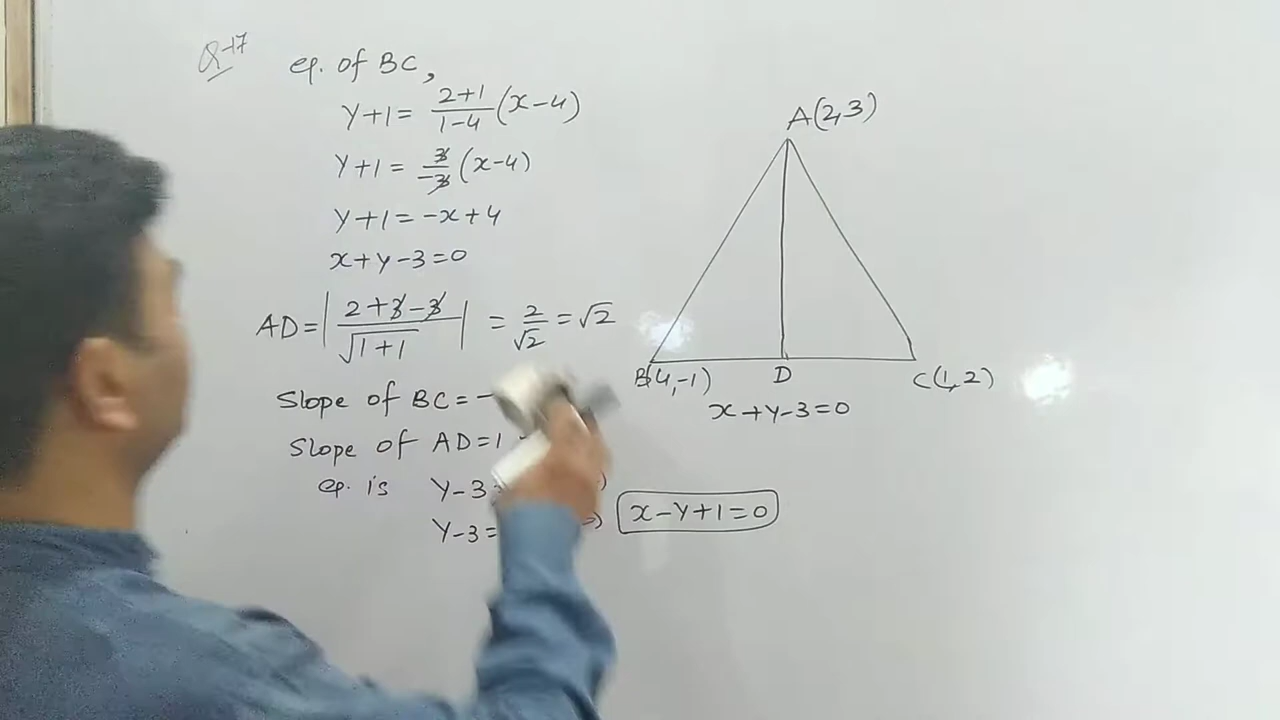 Q-17 eq. of BC,
Y+1 = 2+1/1-4 (x-4)
Y+1 = 3/-3 (x-4)
Y+1 = -x+4
x+y-3=0
AD = | 2+3-3 / √1+1 | = 2/√2 = √2
Slope of BC = -
Slope of AD = 1
eq. is Y-3
Y-3=
x-y+1=0
A(2,3)
B(4,-1)
D
C(1,2)
x+y-3=0